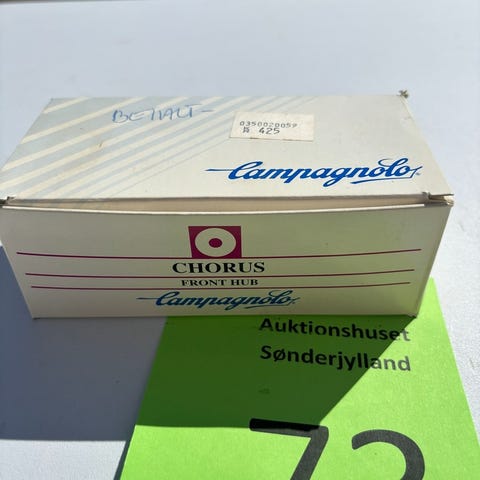 BETALT-
0350020059
425
Campagnolo
CHORUS
FRONT HUB
Campagnolo
Auktionshuset
Sønderjylland
72